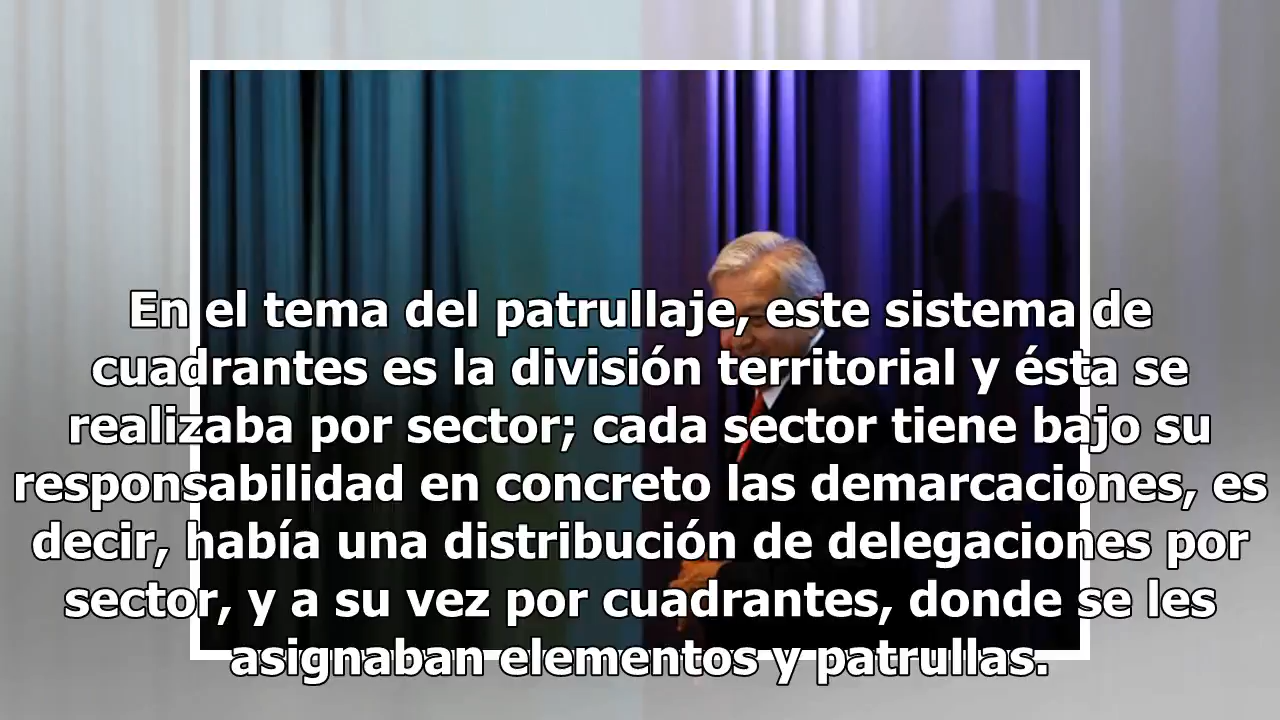 En el tema del patrullaje, este sistema de
cuadrantes es la división territorial y ésta se
realizaba por sector; cada sector tiene bajo su
responsabilidad en concreto las demarcaciones, es
decir, había una distribución de delegaciones por
sector, y a su vez por cuadrantes, donde se les
asignaban elementos y patrullas.